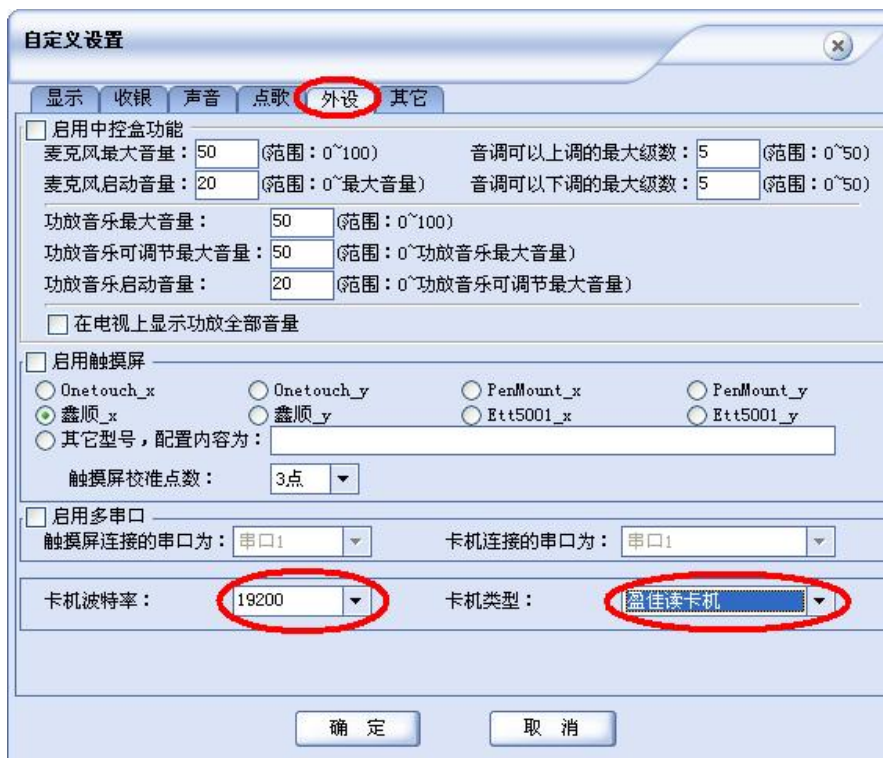 自定义设置
显示 收银 声音 点歌 外设 其它
启用中控盒功能
麦克风最大音量：50 (范围：0~100) 音调可以上调的最大级数：5 (范围：0~50)
麦克风启动音量：20 (范围：0~最大音量) 音调可以下调的最大级数：5 (范围：0~50)
功放音乐最大音量： 50 (范围：0~100)
功放音乐可调节最大音量：50 (范围：0~功放音乐最大音量)
功放音乐启动音量： 20 (范围：0~功放音乐可调节最大音量)
在电视上显示功放全部音量
启用触摸屏
Onetouch_x Onetouch_y PenMount_x PenMount_y
鑫顺_x 鑫顺_y Ett5001_x Ett5001_y
其它型号，配置内容为：
触摸屏校准点数： 3点
启用多串口
触摸屏连接的串口为：串口1 卡机连接的串口为：串口1
卡机波特率： 19200 卡机类型： 盈佳读卡机
确 定 取 消